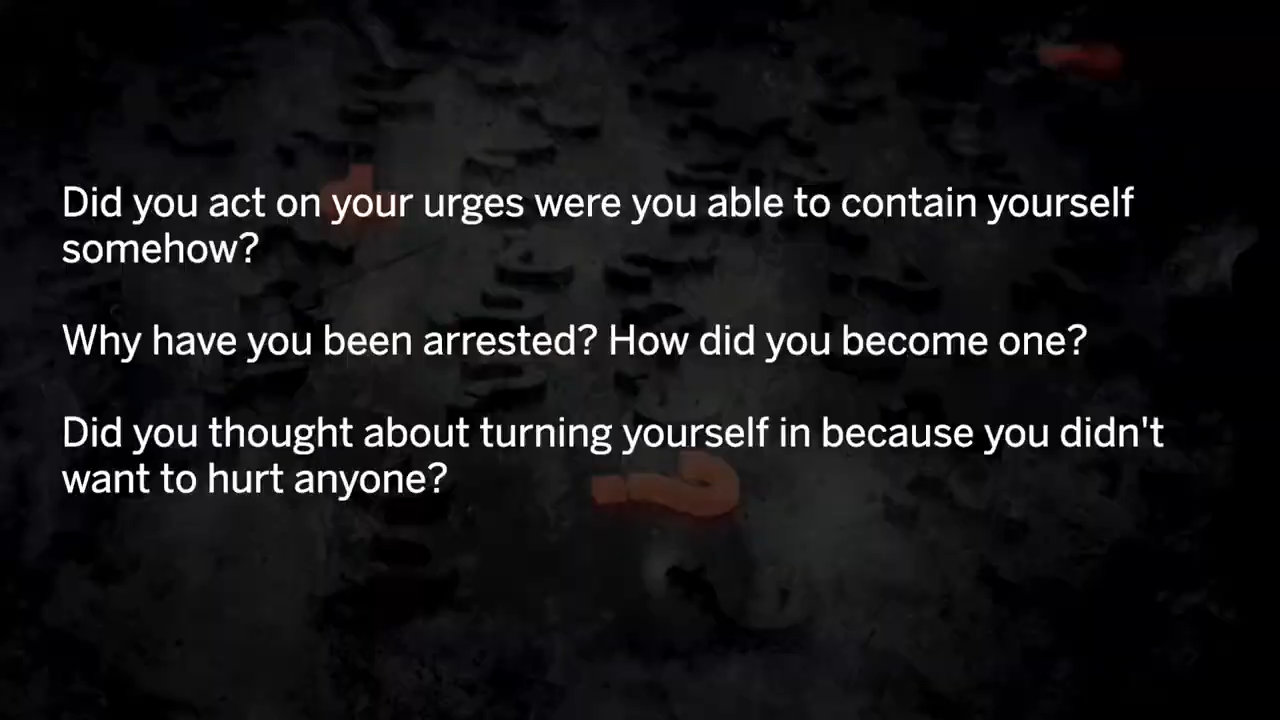 Did you act on your urges were you able to contain yourself
somehow?
Why have you been arrested? How did you become one?
Did you thought about turning yourself in because you didn't
want to hurt anyone?